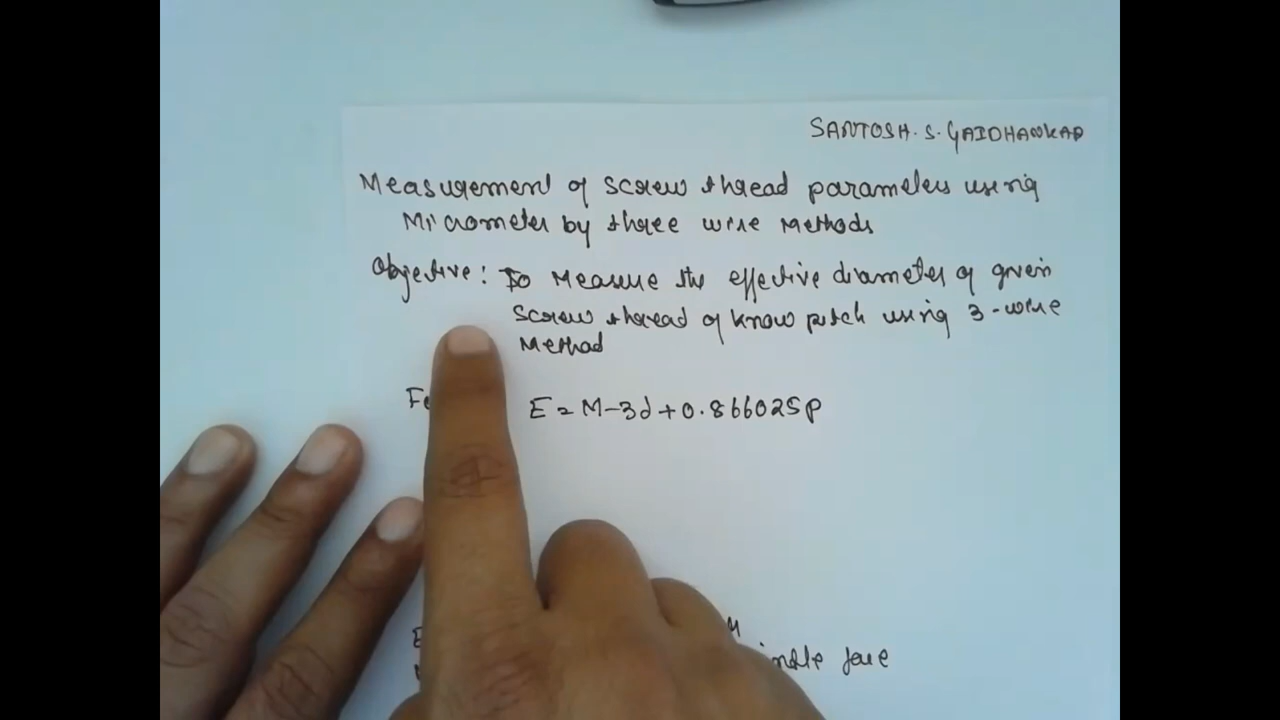 SANTOSH. S. GAIDHANKAR
Measurement of screw thread parameters using
Micrometer by three wire Methods
Objective: To Measure the effective diameter of given
screw thread of know pitch using 3-wire
Method
E = M-3d+0.866025p
face